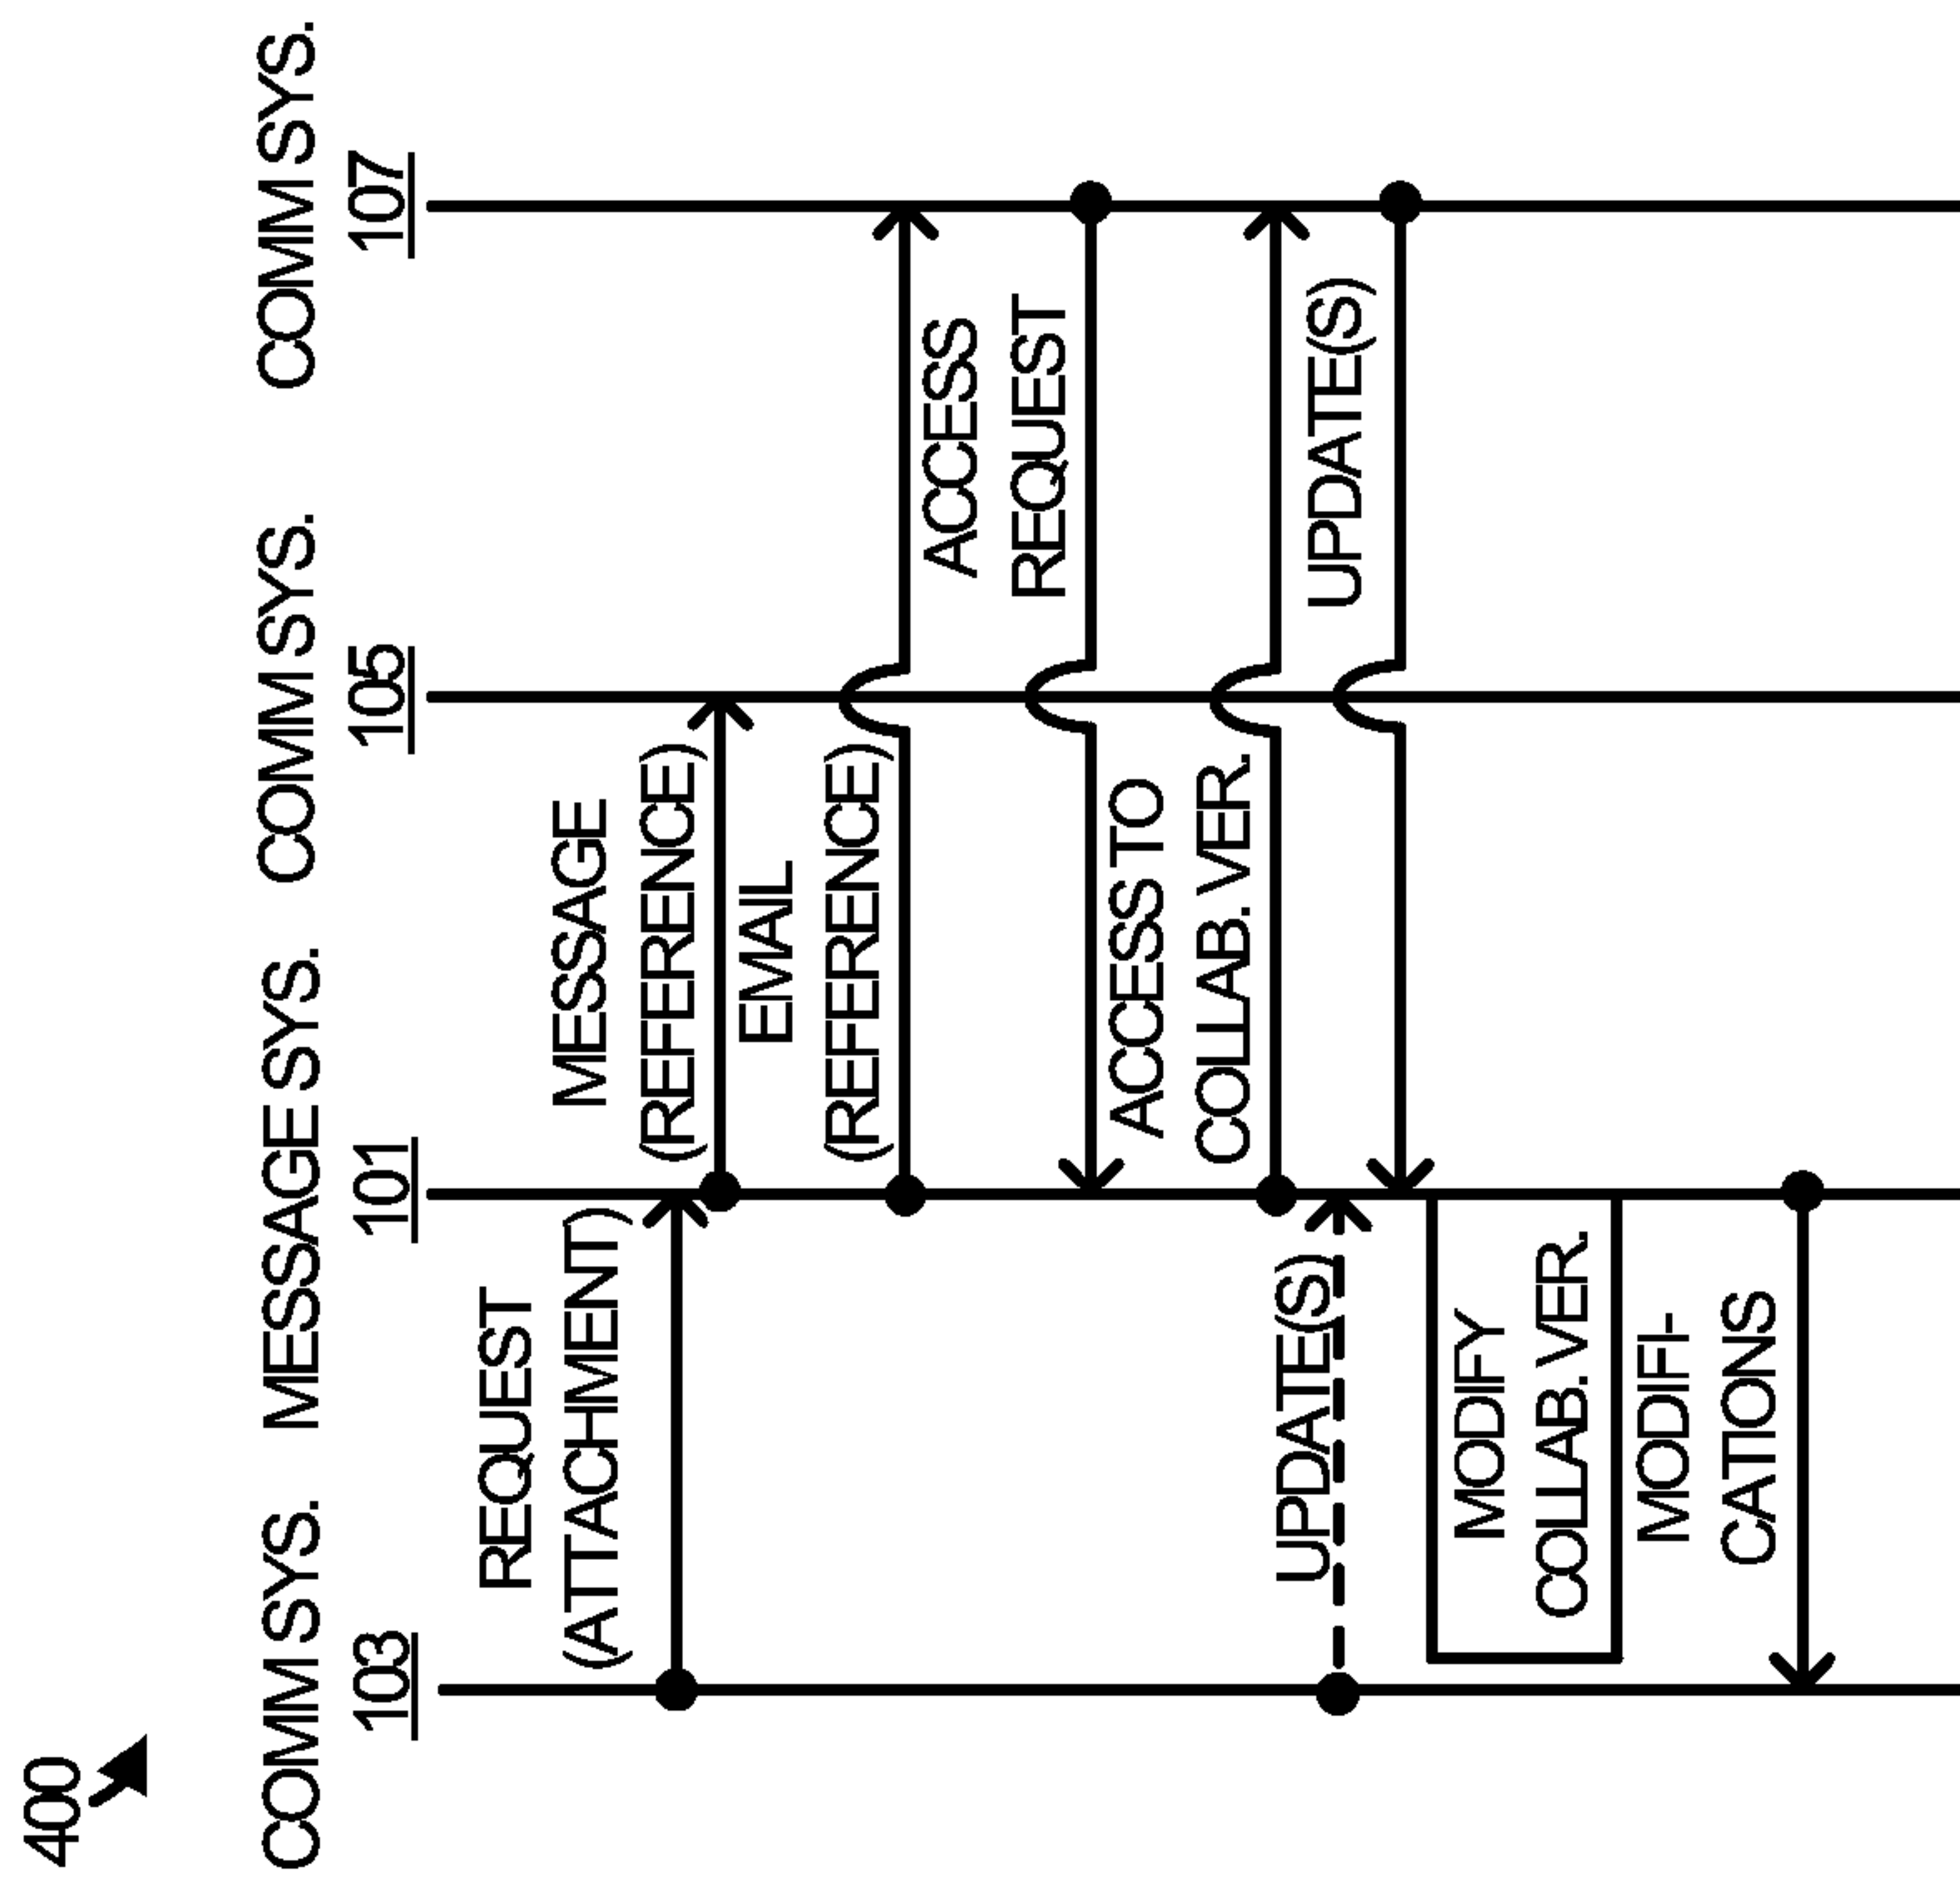 400
COMM SYS.
103
MESSAGE SYS.
101
COMM SYS.
105
COMM SYS.
107
REQUEST
(ATTACHMENT)
MESSAGE
(REFERENCE)
EMAIL
(REFERENCE)
ACCESS
REQUEST
ACCESS TO
COLLAB. VER.
UPDATE(S)
UPDATE(S)
MODIFY
COLLAB. VER.
MODIFI-
CATIONS